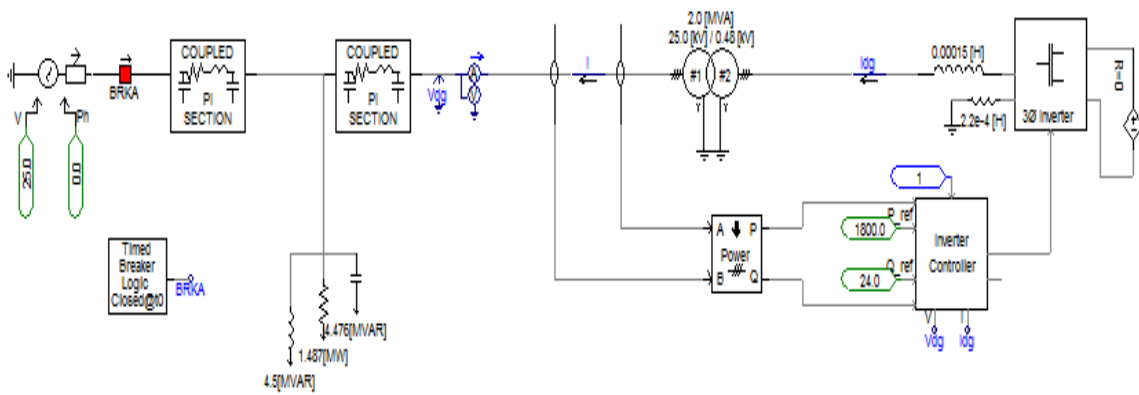 2.0 [MVA]
25.0 [kV] / 0.48 [kV]
COUPLED
PI
SECTION
COUPLED
PI
SECTION
BRKA
Vdg
A
V
I
#1
#2
Y
Y
Idg
0.00015 [H]
2.2e-4 [H]
3Ø Inverter
R=0
V
Ph
25.0
0.0
Timed
Breaker
Logic
Closed@t0
BRKA
4.476[MVAR]
1.487[MW]
4.5[MVAR]
A
B
P
Q
Power
1
P_ref
1800.0
Q_ref
24.0
Inverter
Controller
V
I
Vdg
Idg